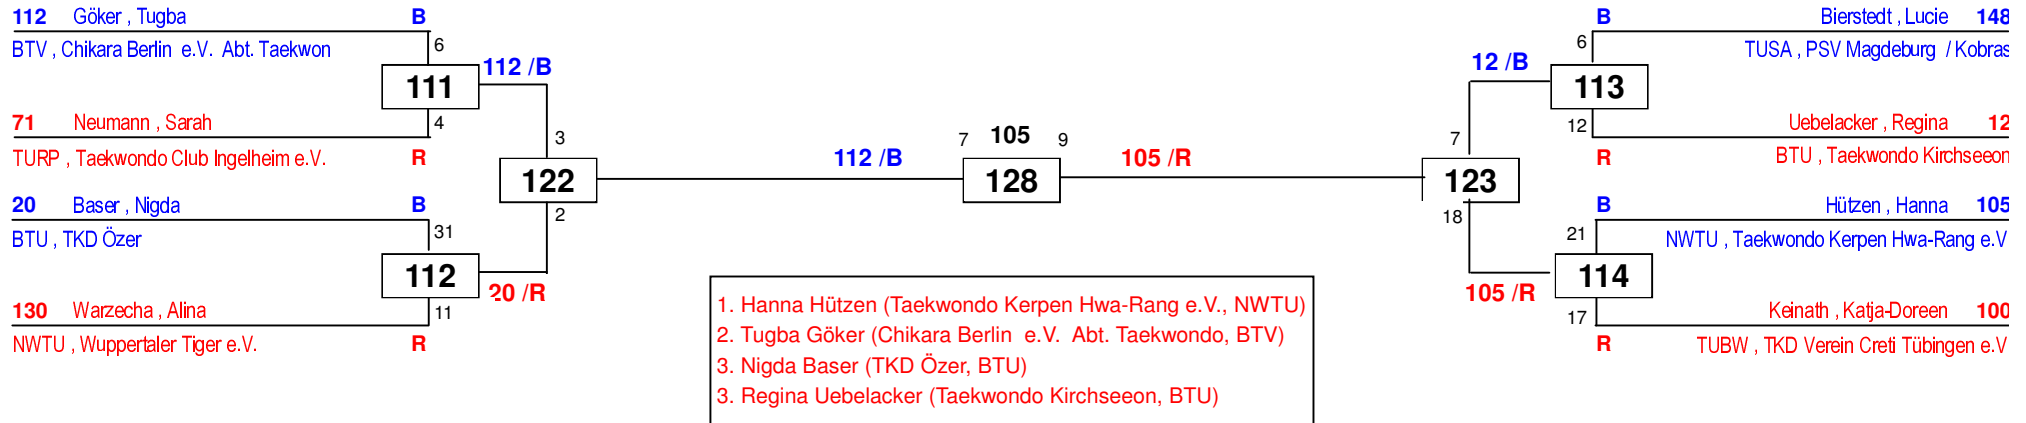 112 Göker , Tugba B
BTV , Chikara Berlin e.V. Abt. Taekwon
6
111
4
112 /B
71 Neumann , Sarah
TURP , Taekwondo Club Ingelheim e.V. R
20 Baser , Nigda B
BTU , TKD Özer
31
112
11
20 /R
130 Warzecha , Alina
NWTU , Wuppertaler Tiger e.V. R
3
122
2
112 /B
7 105 9
128
105 /R
7
123
18
12 /B
105 /R
B Bierstedt , Lucie 148
TUSA , PSV Magdeburg / Kobras
6
113
12
Uebelacker , Regina 12
R BTU , Taekwondo Kirchseeon
B Hützen , Hanna 105
NWTU , Taekwondo Kerpen Hwa-Rang e.V
21
114
17
Keinath , Katja-Doreen 100
R TUBW , TKD Verein Creti Tübingen e.V
1. Hanna Hützen (Taekwondo Kerpen Hwa-Rang e.V., NWTU)
2. Tugba Göker (Chikara Berlin e.V. Abt. Taekwondo, BTV)
3. Nigda Baser (TKD Özer, BTU)
3. Regina Uebelacker (Taekwondo Kirchseeon, BTU)